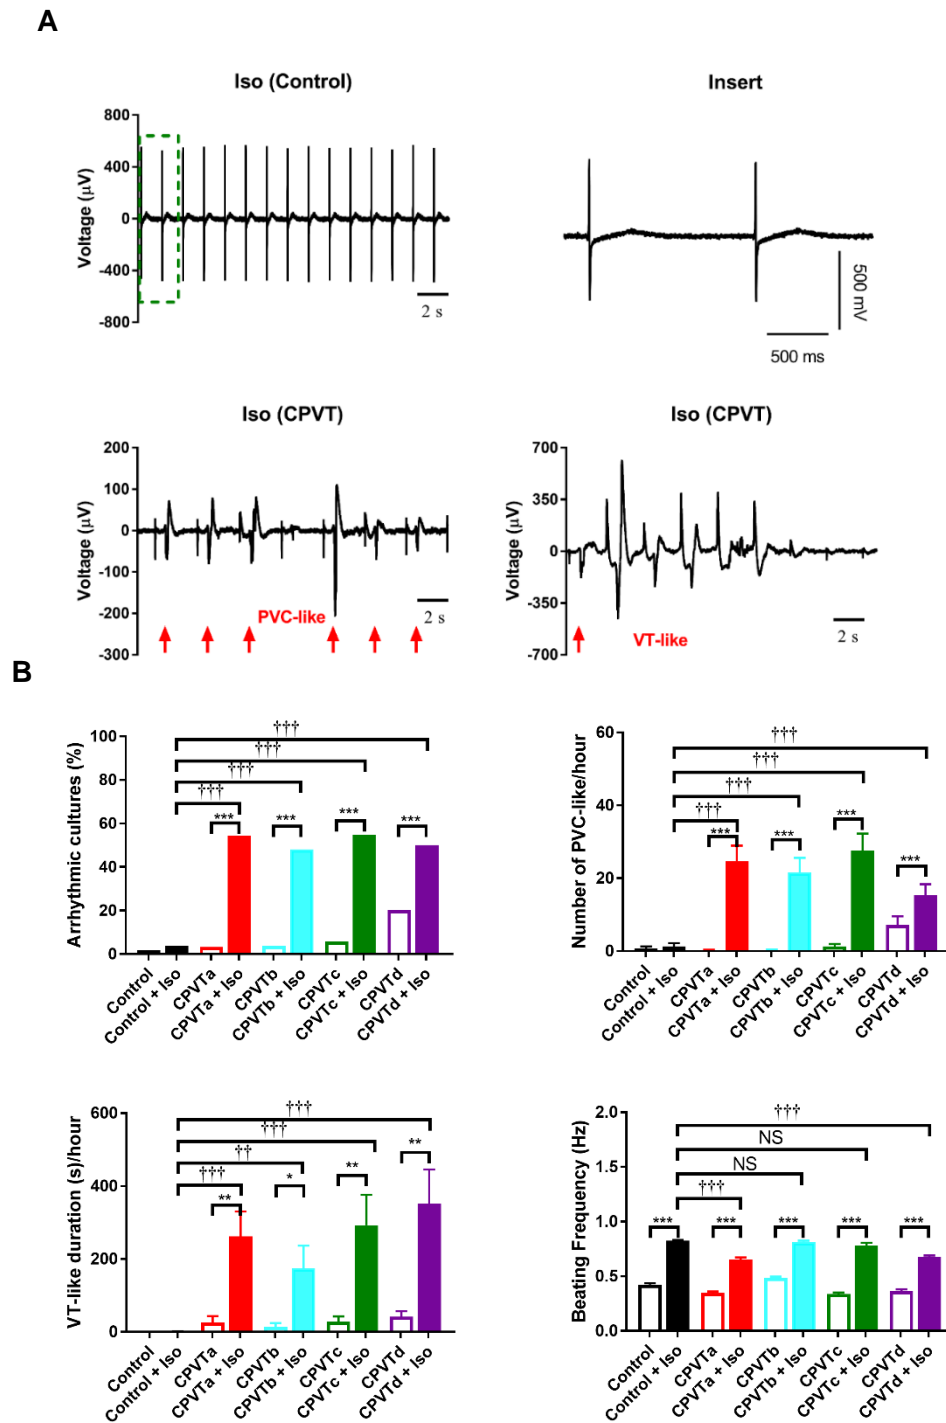 A
Iso (Control)
Insert
Voltage (µV)
800
400
0
-400
-800
2 s
500 mV
500 ms
Iso (CPVT)
Iso (CPVT)
Voltage (µV)
200
100
0
-100
-200
-300
PVC-like
2 s
Voltage (µV)
700
350
0
-350
-700
VT-like
2 s
B
Arrhythmic cultures (%)
100
80
60
40
20
0
†††
†††
†††
†††
***
***
***
***
Control
Control + Iso
CPVTa
CPVTa + Iso
CPVTb
CPVTb + Iso
CPVTc
CPVTc + Iso
CPVTd
CPVTd + Iso
Number of PVC-like/hour
60
40
20
0
†††
†††
†††
†††
***
***
***
***
Control
Control + Iso
CPVTa
CPVTa + Iso
CPVTb
CPVTb + Iso
CPVTc
CPVTc + Iso
CPVTd
CPVTd + Iso
VT-like duration (s)/hour
600
400
200
0
†††
†††
††
†††
**
*
**
**
Control
Control + Iso
CPVTa
CPVTa + Iso
CPVTb
CPVTb + Iso
CPVTc
CPVTc + Iso
CPVTd
CPVTd + Iso
Beating Frequency (Hz)
2.0
1.5
1.0
0.5
0.0
†††
NS
NS
†††
***
***
***
***
***
Control
Control + Iso
CPVTa
CPVTa + Iso
CPVTb
CPVTb + Iso
CPVTc
CPVTc + Iso
CPVTd
CPVTd + Iso